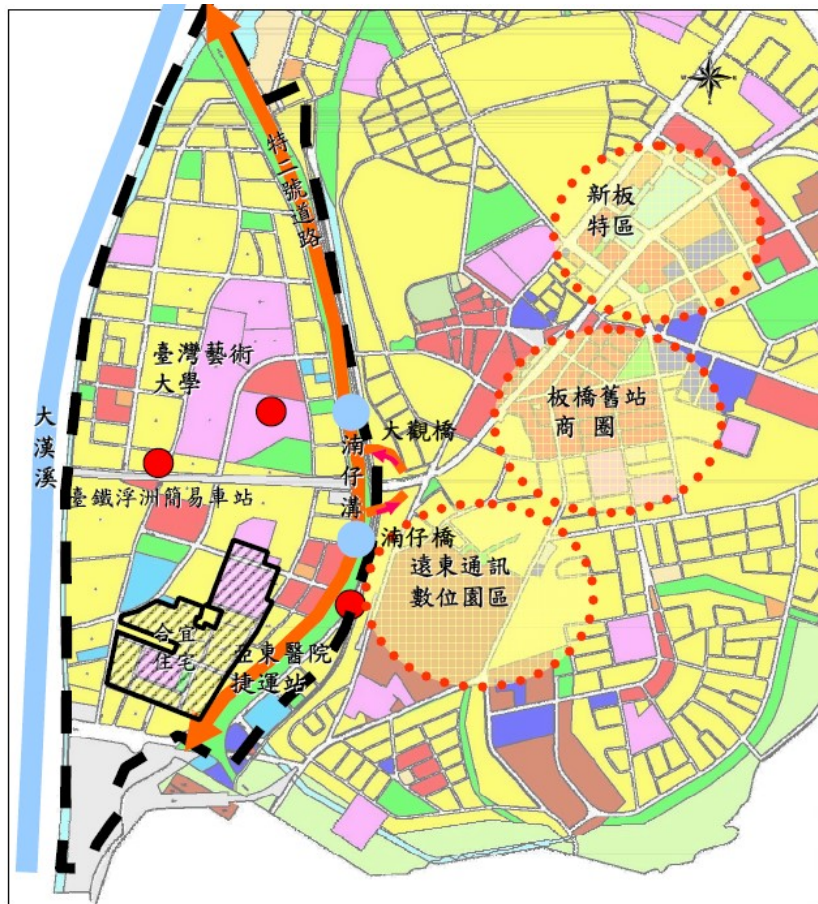 特二號道路
新板
特區
臺灣藝術
大學
板橋舊站
商圈
大觀橋
大漢溪
湳仔溝
臺鐵浮洲簡易車站
湳仔橋
遠東通訊
數位園區
合宜
住宅
亞東醫院
捷運站